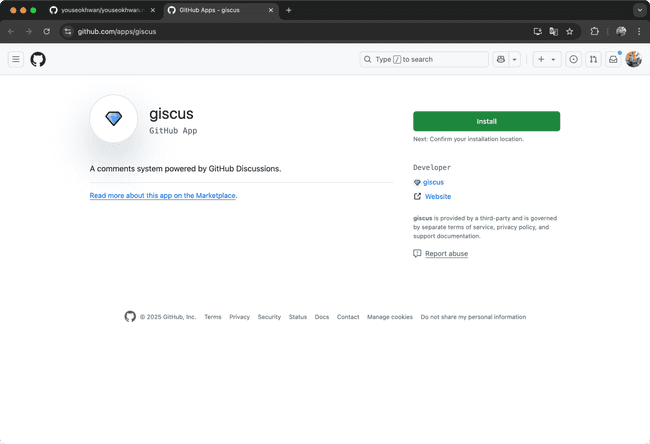 youseokhwan/youseokhwan.
GitHub Apps - giscus
github.com/apps/giscus
Type / to search
giscus
GitHub App
A comments system powered by GitHub Discussions.
Read more about this app on the Marketplace.
Install
Next: Confirm your installation location.
Developer
giscus
Website
giscus is provided by a third-party and is governed
by separate terms of service, privacy policy, and
support documentation.
Report abuse
© 2025 GitHub, Inc. Terms Privacy Security Status Docs Contact Manage cookies Do not share my personal information